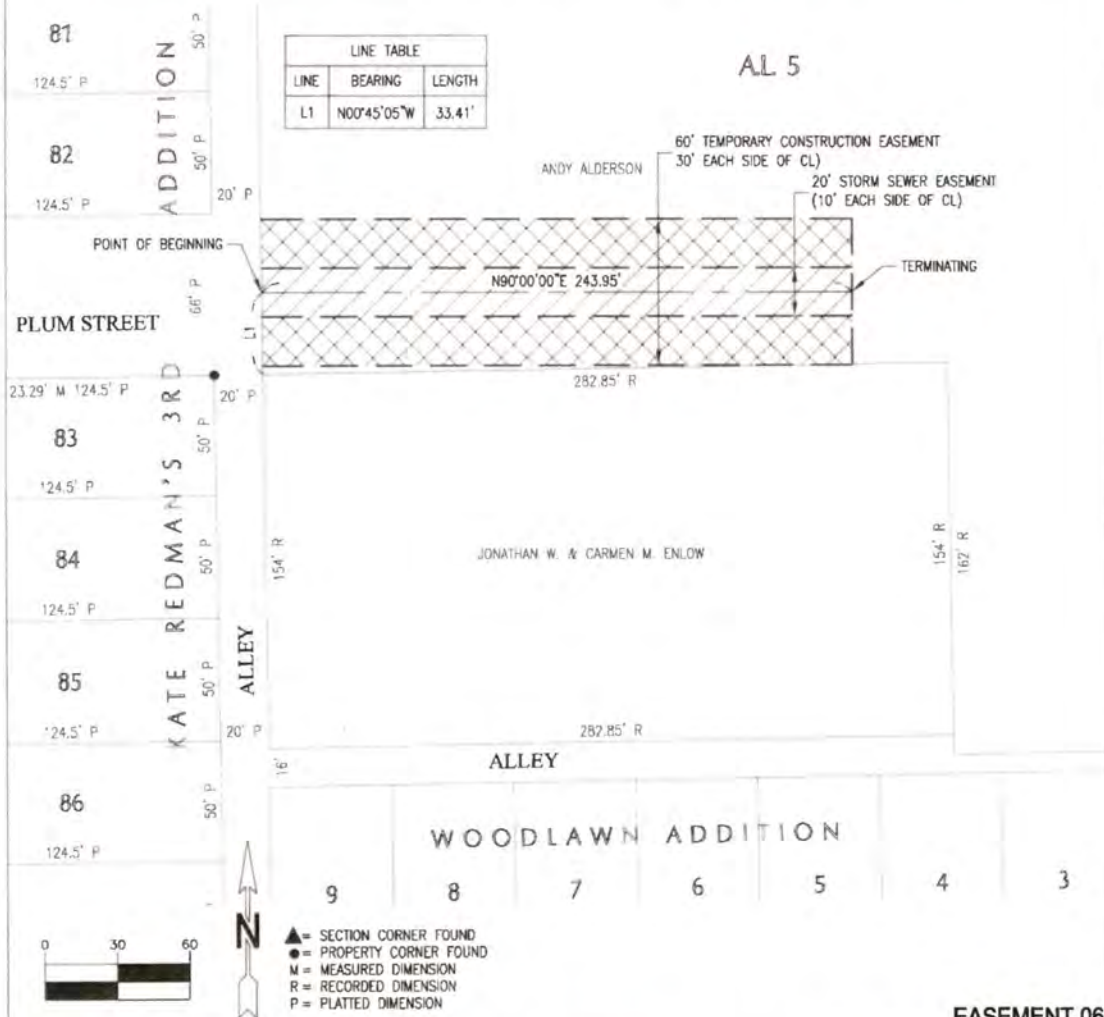 81
124.5' P
50' P
82
124.5' P
50' P
ADDITION
20' P
LINE TABLE
LINE BEARING LENGTH
L1 N00°45'05"W 33.41'
AL 5
ANDY ALDERSON
60' TEMPORARY CONSTRUCTION EASEMENT
30' EACH SIDE OF CL)
20' STORM SEWER EASEMENT
(10' EACH SIDE OF CL)
POINT OF BEGINNING
N90°00'00"E 243.95'
TERMINATING
66' P
PLUM STREET
L1
23.29' M 124.5' P
20' P
282.85' R
KATE REDMAN'S 3RD
83
50' P
124.5' P
84
50' P
124.5' P
154' R
JONATHAN W. & CARMEN M. ENLOW
154' R
162' R
ALLEY
85
50' P
124.5' P
20' P
282.85' R
16'
ALLEY
86
50' P
124.5' P
WOODLAWN ADDITION
9 8 7 6 5 4 3
N
0 30 60
▲= SECTION CORNER FOUND
●= PROPERTY CORNER FOUND
M = MEASURED DIMENSION
R = RECORDED DIMENSION
P = PLATTED DIMENSION
EASEMENT 06